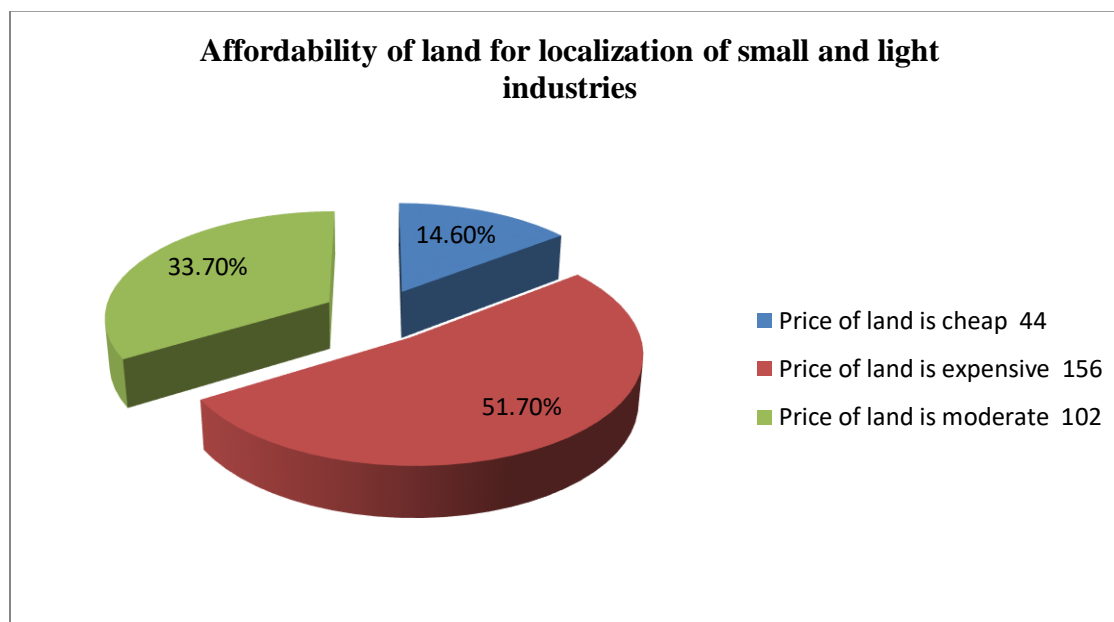 Affordability of land for localization of small and light
industries
14.60%
33.70%
51.70%
Price of land is cheap  44
Price of land is expensive  156
Price of land is moderate  102